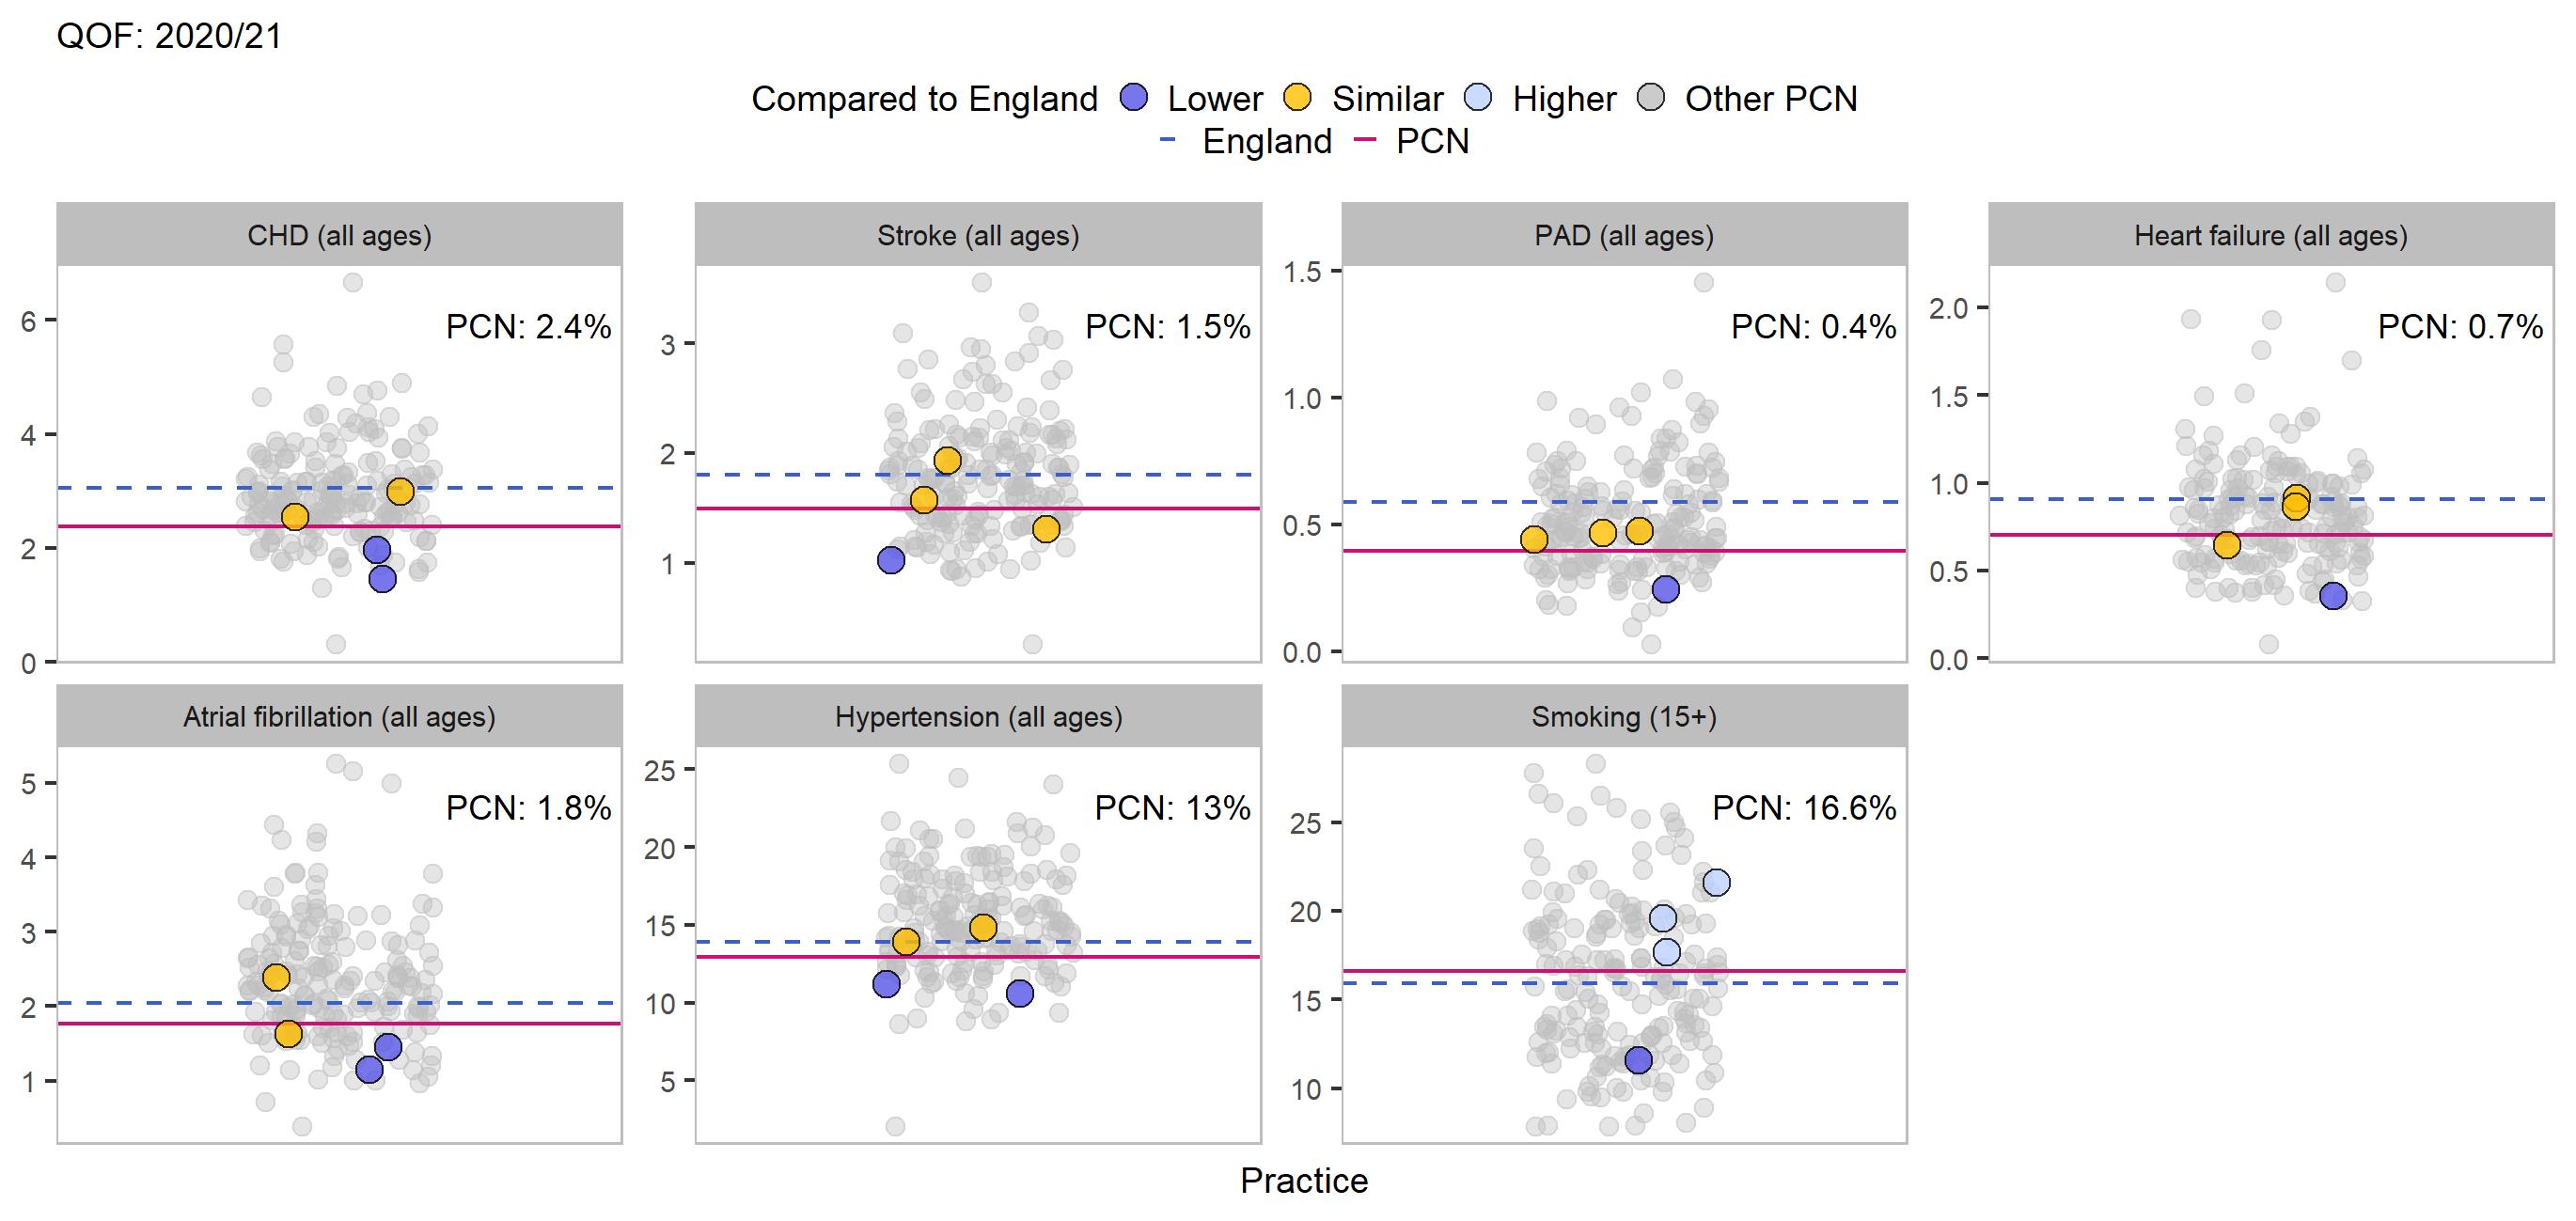 QOF: 2020/21
Compared to England Lower Similar Higher Other PCN
England PCN
CHD (all ages)
PCN: 2.4%
6
4
2
0
Stroke (all ages)
PCN: 1.5%
3
2
1
PAD (all ages)
PCN: 0.4%
1.5
1.0
0.5
0.0
Heart failure (all ages)
PCN: 0.7%
2.0
1.5
1.0
0.5
0.0
Atrial fibrillation (all ages)
PCN: 1.8%
5
4
3
2
1
Hypertension (all ages)
PCN: 13%
25
20
15
10
5
Smoking (15+)
PCN: 16.6%
25
20
15
10
Practice